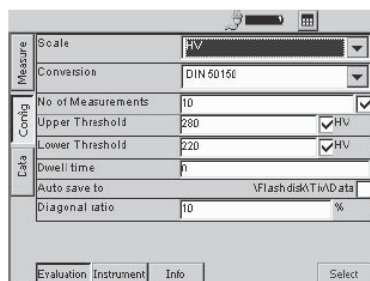 Measure
Config
Data
Scale HV
Conversion DIN 50150
No of Measurements 10
Upper Threshold 280 HV
Lower Threshold 220 HV
Dwell time
Auto save to \Flashdisk\Tiv\Data
Diagonal ratio 10 %
Evaluation Instrument Info Select